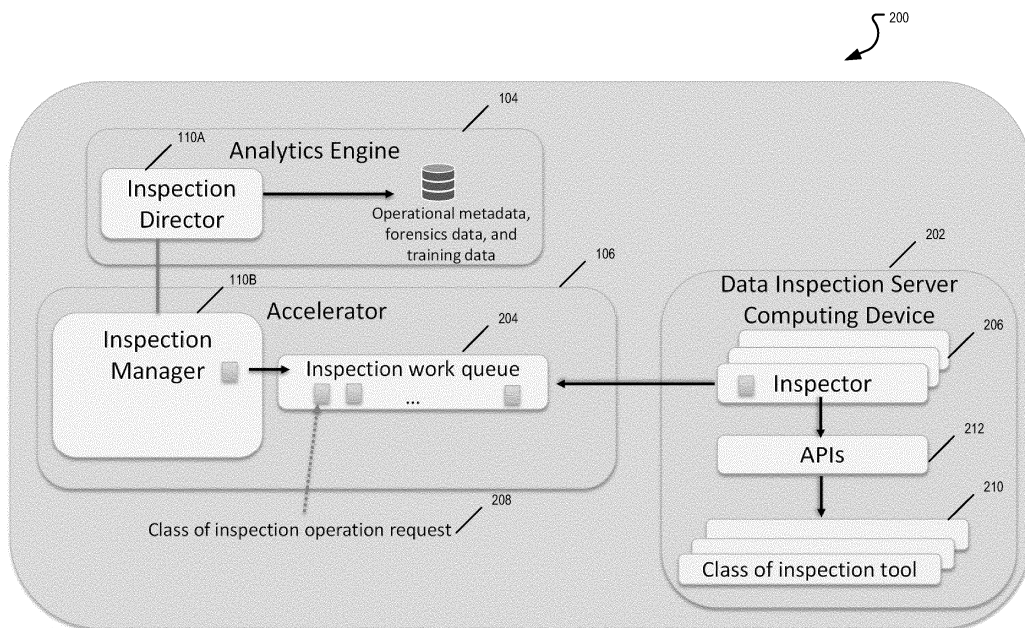 200
104
110A
Analytics Engine
Inspection
Director
Operational metadata,
forensics data, and
training data
106
110B
Accelerator
Inspection
Manager
204
Inspection work queue
...
208
Class of inspection operation request
202
Data Inspection Server
Computing Device
206
Inspector
212
APIs
210
Class of inspection tool